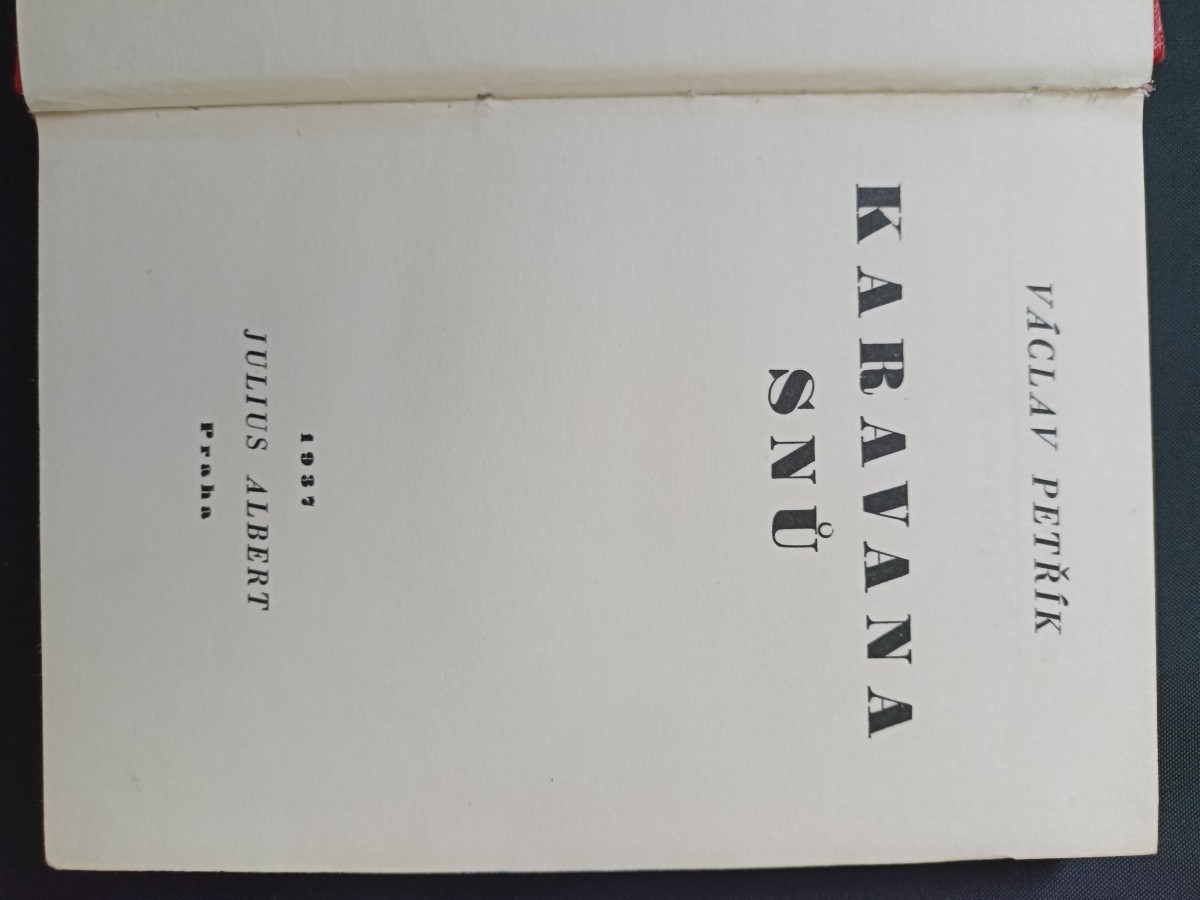 VÁCLAV PETŘÍK
KARAVANA
SNŮ
1937
JULIUS ALBERT
Praha